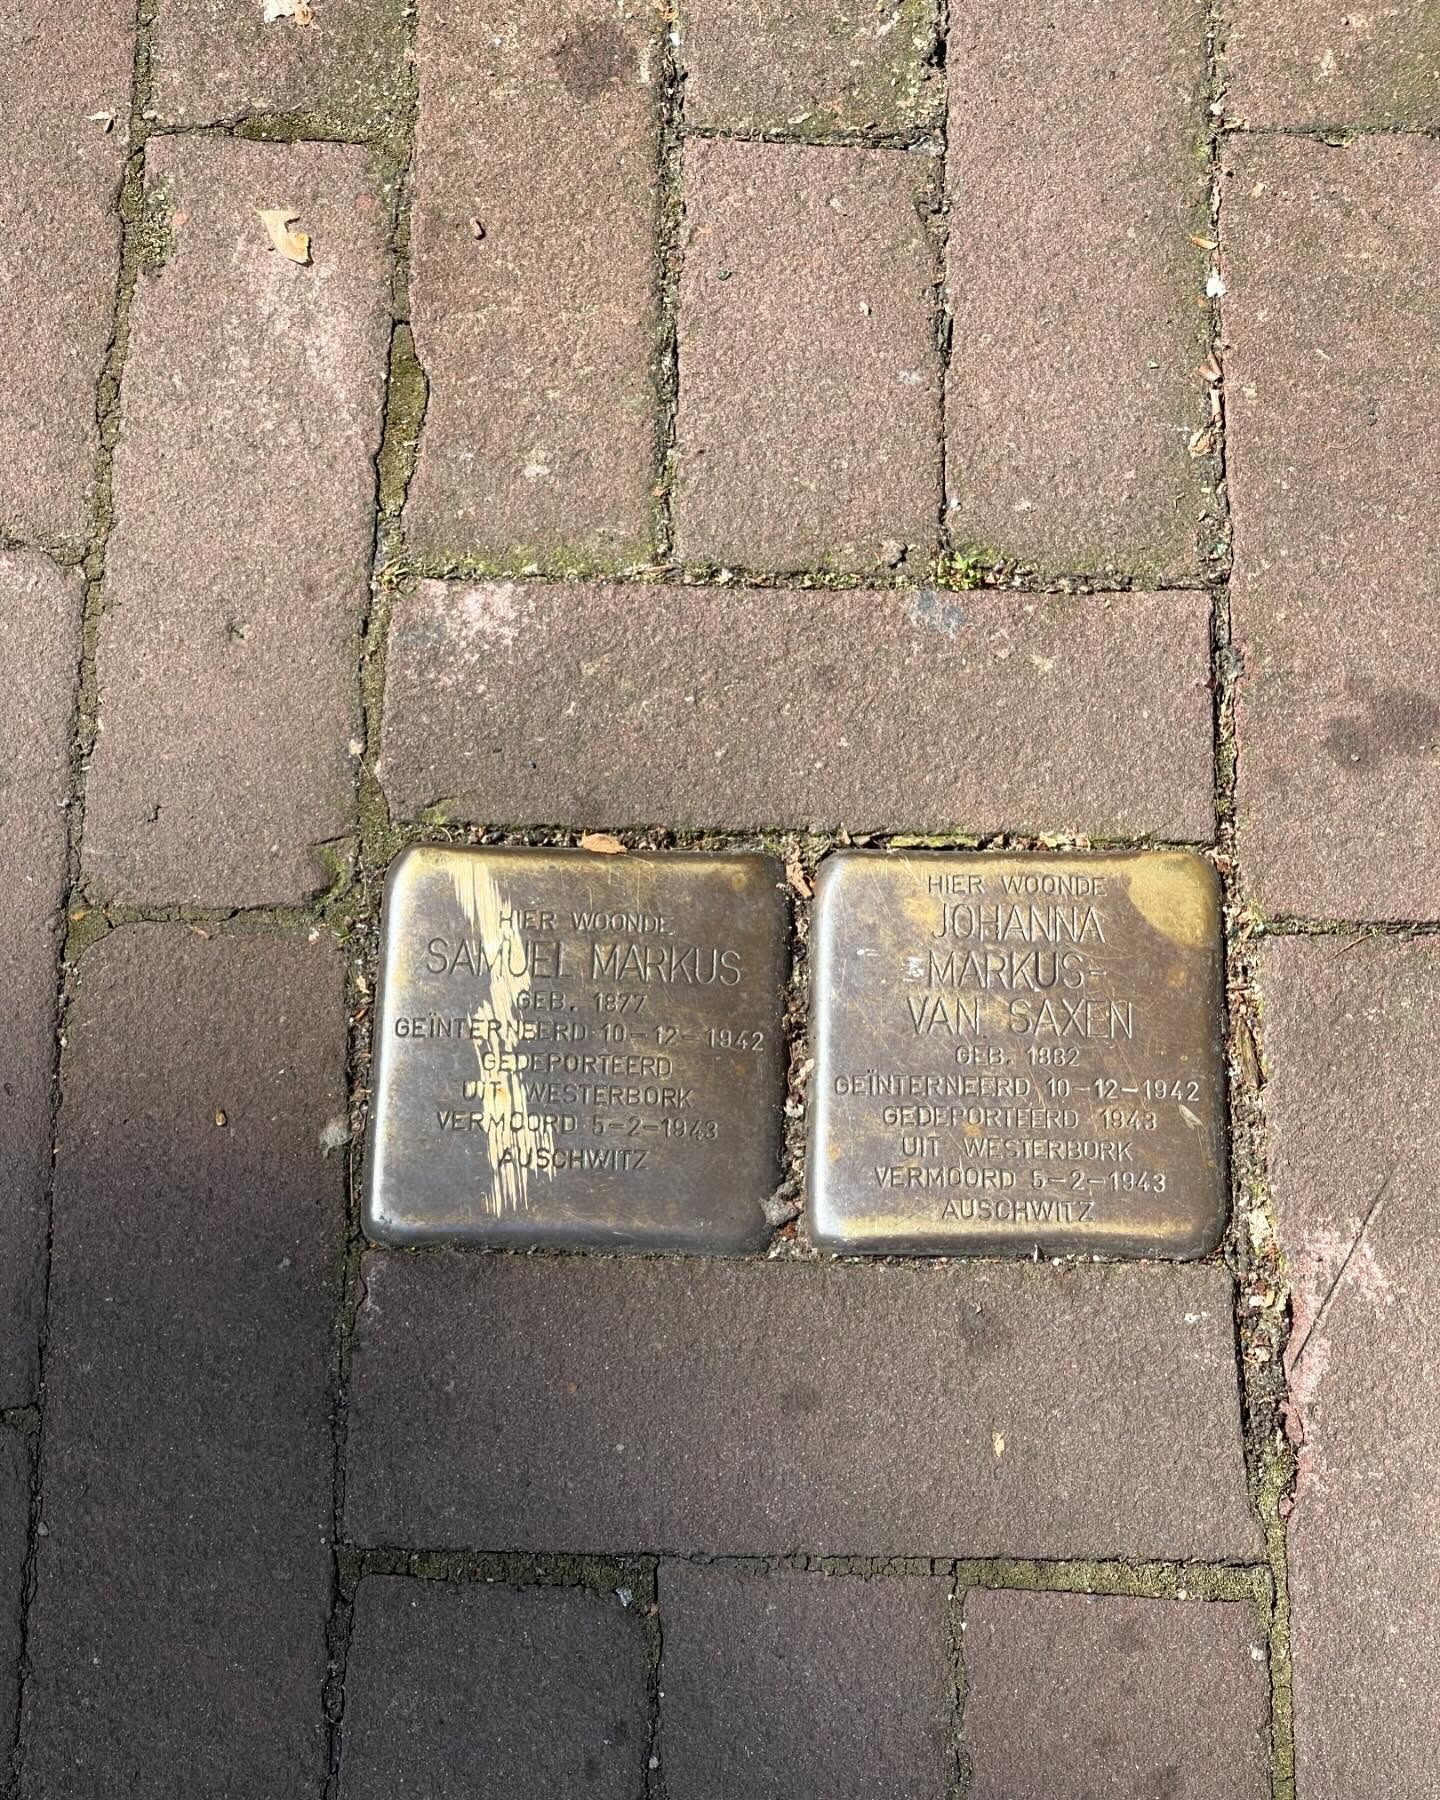 HIER WOONDE
SAMUEL MARKUS
GEB. 1877
GEÏNTERNEERD 10-12-1942
GEDEPORTEERD
UIT WESTERBORK
VERMOORD 5-2-1943
AUSCHWITZ
HIER WOONDE
JOHANNA
MARKUS-
VAN SAXEN
GEB. 1882
GEÏNTERNEERD 10-12-1942
GEDEPORTEERD 1943
UIT WESTERBORK
VERMOORD 5-2-1943
AUSCHWITZ